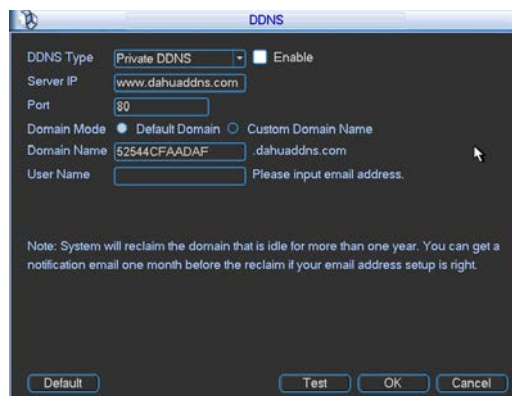 DDNS
DDNS Type Private DDNS Enable
Server IP www.dahuaddns.com
Port 80
Domain Mode Default Domain Custom Domain Name
Domain Name 52544CFAADAF .dahuaddns.com
User Name Please input email address.
Note: System will reclaim the domain that is idle for more than one year. You can get a
notification email one month before the reclaim if your email address setup is right.
Default Test OK Cancel